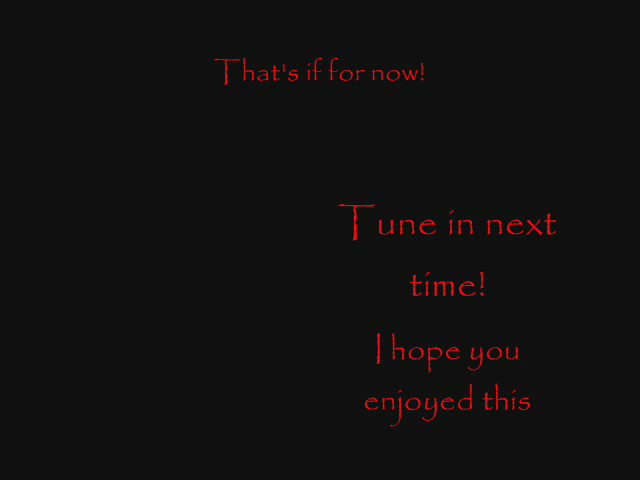 That's if for now!
Tune in next
time!
I hope you
enjoyed this